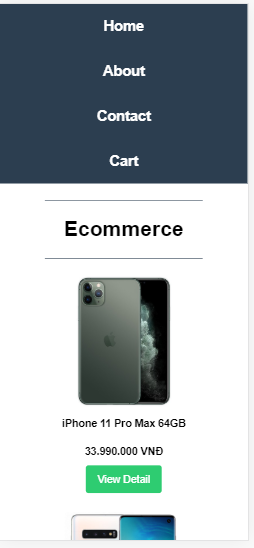 Home
About
Contact
Cart
Ecommerce
iPhone 11 Pro Max 64GB
33.990.000 VNĐ
View Detail